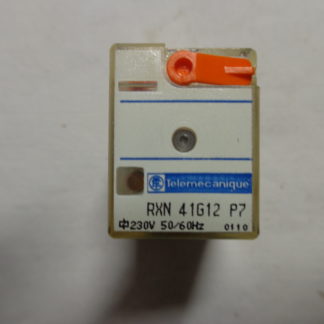 Telemecanique
RXN 41G12 P7
230V 50/60Hz 0110